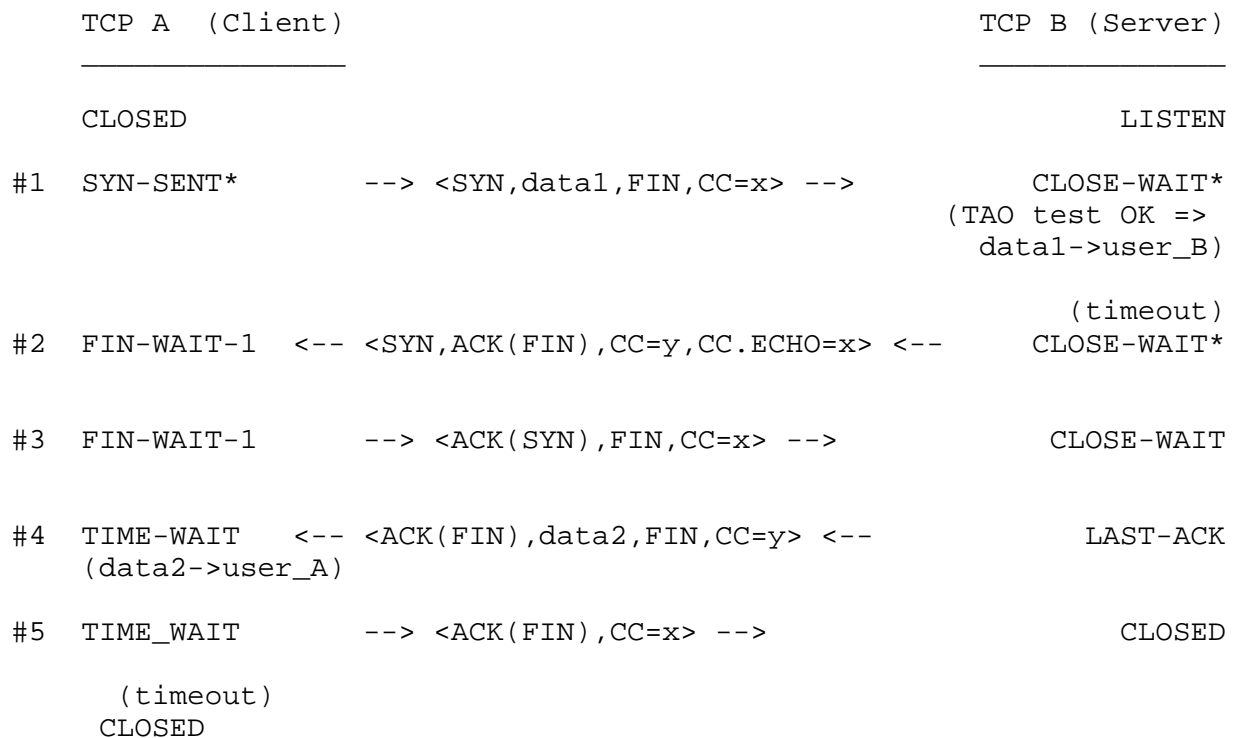 TCP A  (Client)                                    TCP B (Server)
_______________                                    ______________
CLOSED                                                     LISTEN
#1  SYN-SENT*       --> <SYN,data1,FIN,CC=x> -->          CLOSE-WAIT*
(TAO test OK =>
data1->user_B)
(timeout)
#2  FIN-WAIT-1  <-- <SYN,ACK(FIN),CC=y,CC.ECHO=x> <--     CLOSE-WAIT*
#3  FIN-WAIT-1      --> <ACK(SYN),FIN,CC=x> -->            CLOSE-WAIT
#4  TIME-WAIT   <-- <ACK(FIN),data2,FIN,CC=y> <--            LAST-ACK
(data2->user_A)
#5  TIME_WAIT       --> <ACK(FIN),CC=x> -->                    CLOSED
(timeout)
CLOSED